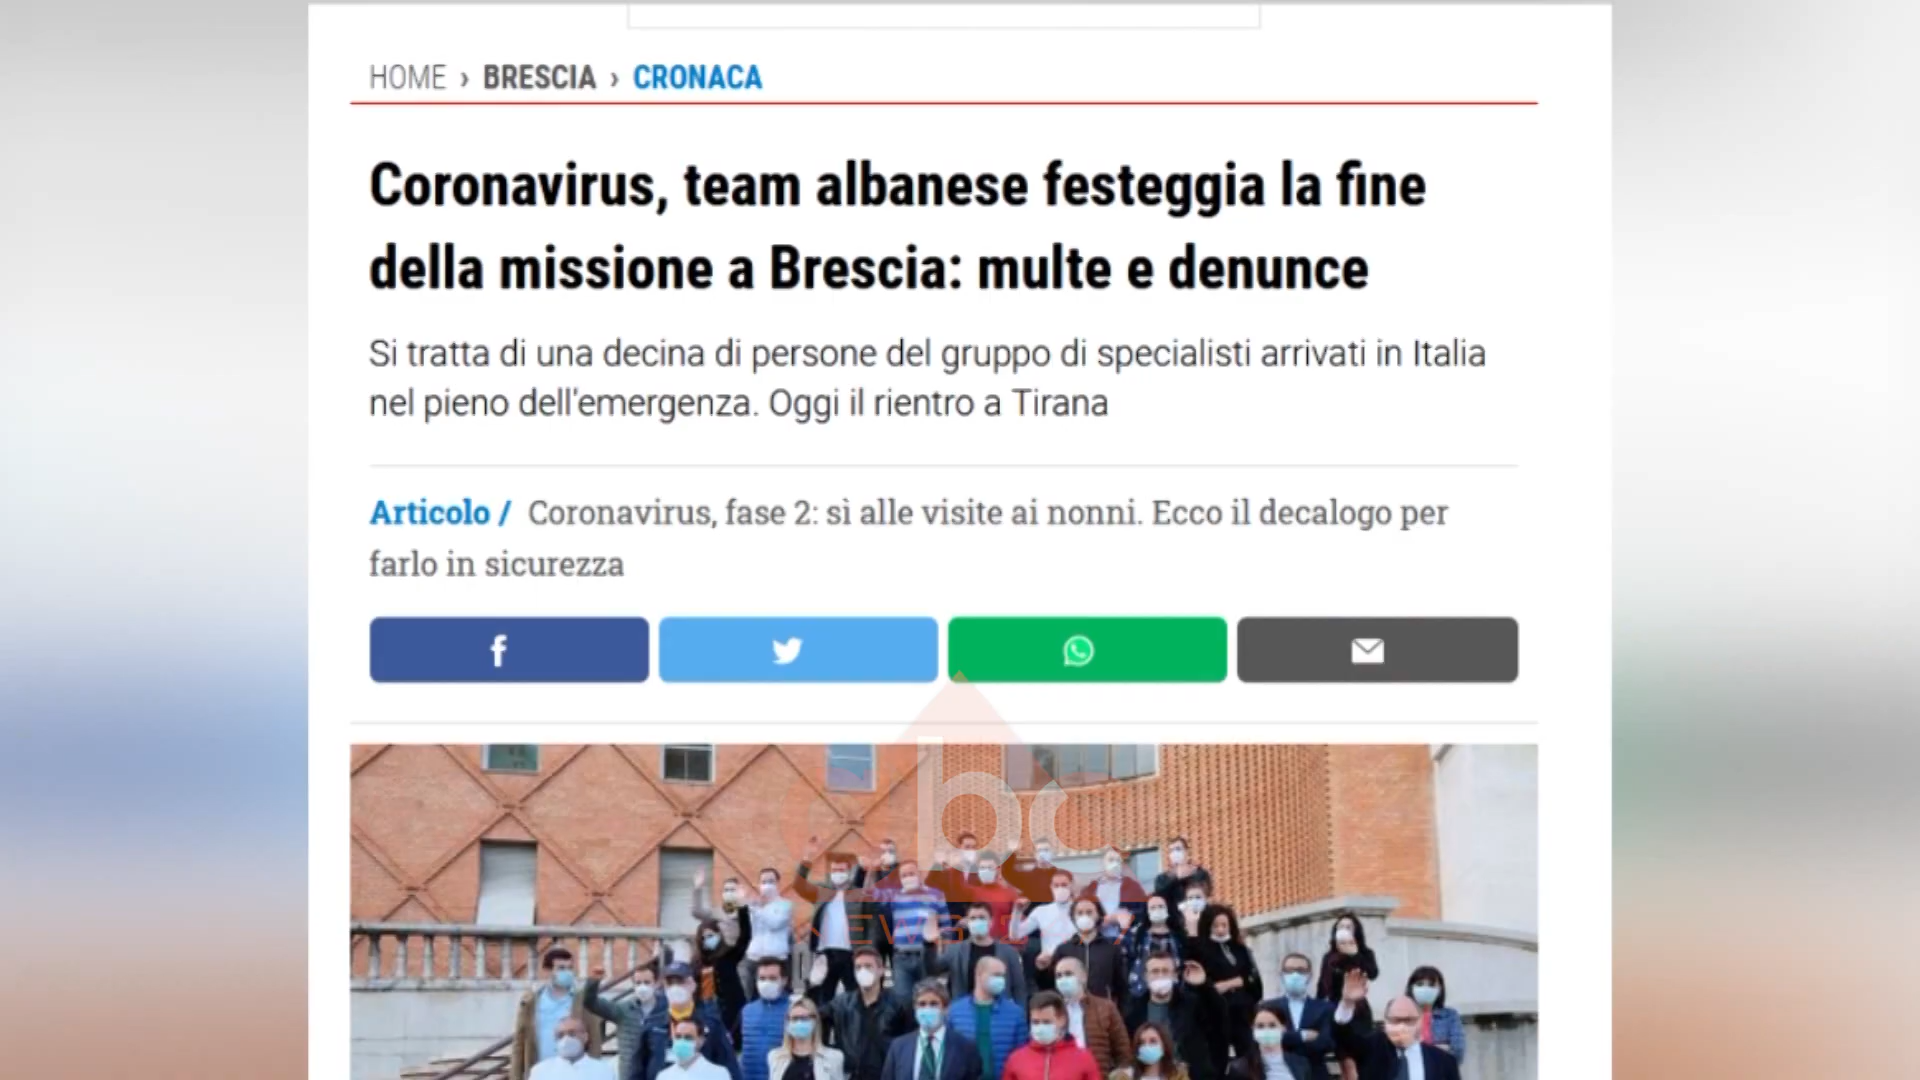 HOME › BRESCIA › CRONACA
Coronavirus, team albanese festeggia la fine
della missione a Brescia: multe e denunce
Si tratta di una decina di persone del gruppo di specialisti arrivati in Italia
nel pieno dell'emergenza. Oggi il rientro a Tirana
Articolo / Coronavirus, fase 2: sì alle visite ai nonni. Ecco il decalogo per
farlo in sicurezza
f
bc